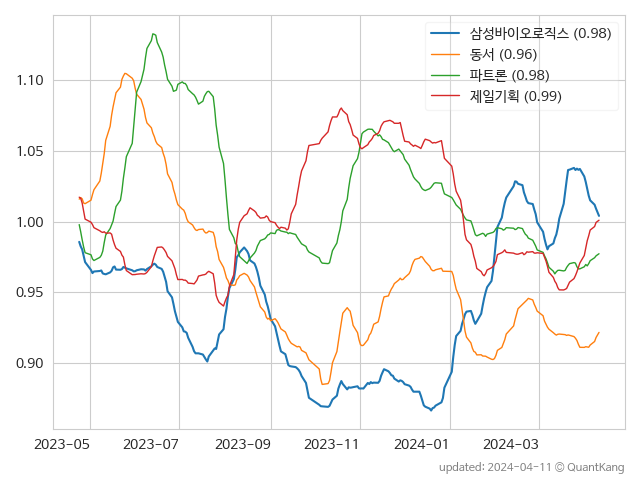 삼성바이오로직스 (0.98)
동서 (0.96)
파트론 (0.98)
제일기획 (0.99)
1.10
1.05
1.00
0.95
0.90
2023-05 2023-07 2023-09 2023-11 2024-01 2024-03
updated: 2024-04-11 © QuantKang